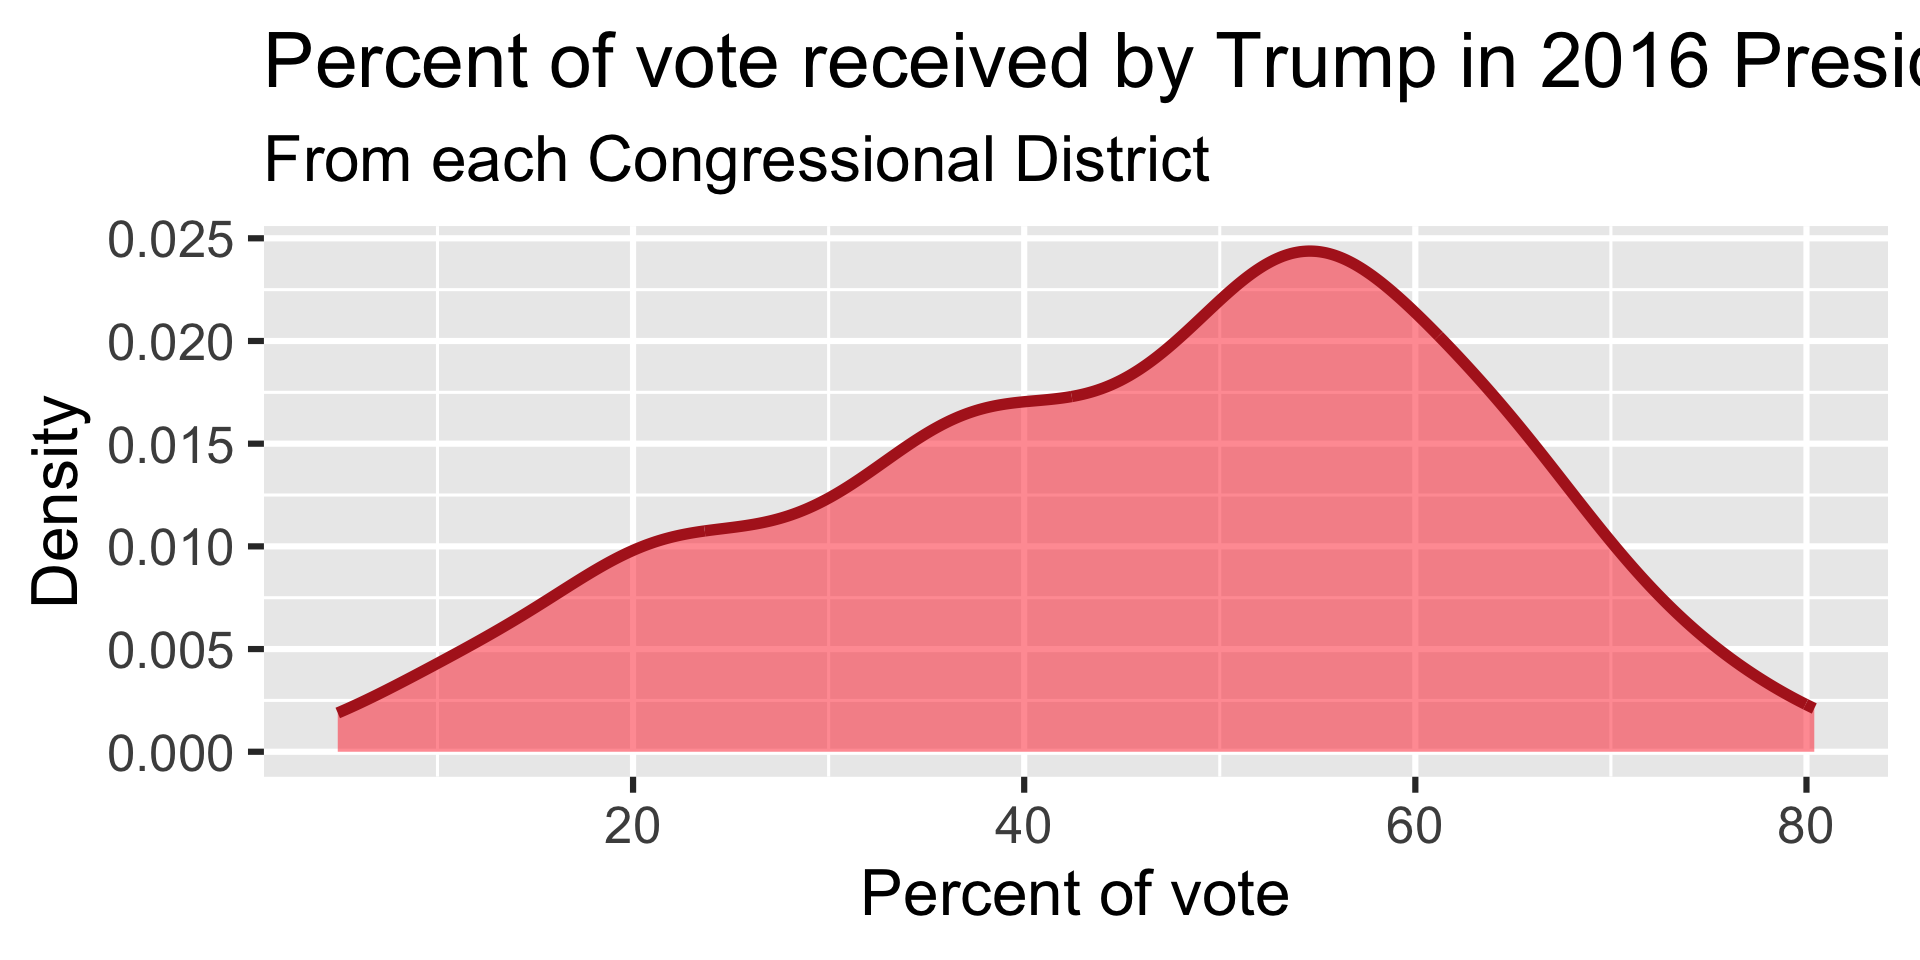 Percent of vote received by Trump in 2016
From each Congressional District
0.025
0.020
0.015
0.010
0.005
0.000
Density
20 40 60 80
Percent of vote